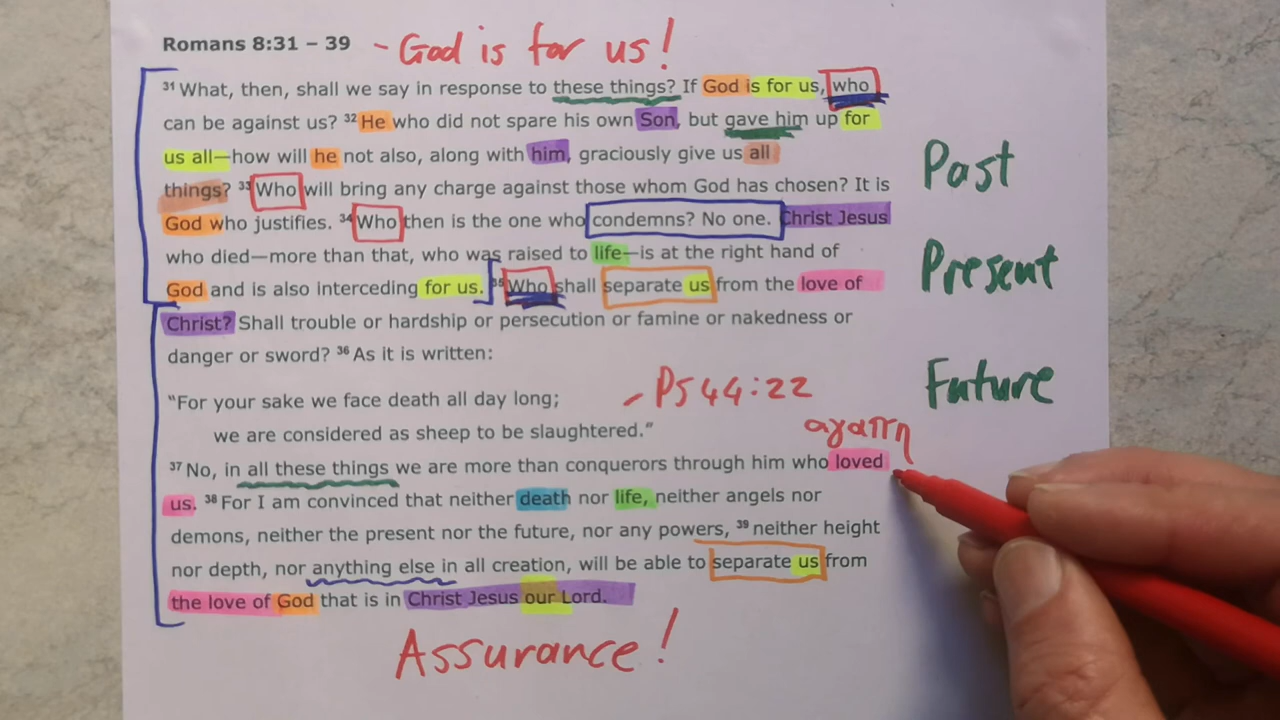 Romans 8:31 – 39 - God is for us!
31 What, then, shall we say in response to these things? If God is for us, who
can be against us? 32 He who did not spare his own Son, but gave him up for
us all—how will he not also, along with him, graciously give us all
things? 33 Who will bring any charge against those whom God has chosen? It is
God who justifies. 34 Who then is the one who condemns? No one. Christ Jesus
who died—more than that, who was raised to life—is at the right hand of
God and is also interceding for us. 35 Who shall separate us from the love of
Christ? Shall trouble or hardship or persecution or famine or nakedness or
danger or sword? 36 As it is written:
“For your sake we face death all day long;
- Ps 44:22
we are considered as sheep to be slaughtered.”
αγαπη
37 No, in all these things we are more than conquerors through him who loved
us. 38 For I am convinced that neither death nor life, neither angels nor
demons, neither the present nor the future, nor any powers, 39 neither height
nor depth, nor anything else in all creation, will be able to separate us from
the love of God that is in Christ Jesus our Lord.
Assurance!
Past
Present
Future